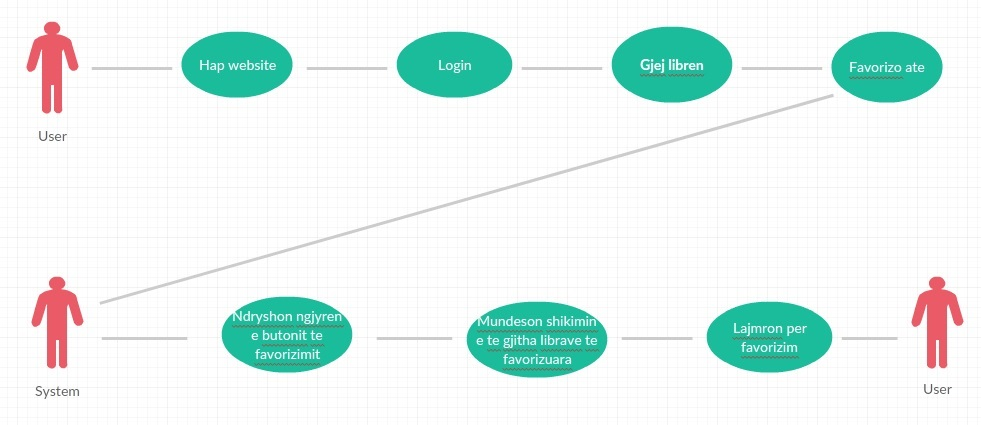 Hap website
Login
Gjej libren
Favorizo ate
User
Ndryshon ngjyren
e butonit te
favorizimit
Mundeson shikimin
e te gjitha librave te
favorizuara
Lajmron per
favorizim
System
User